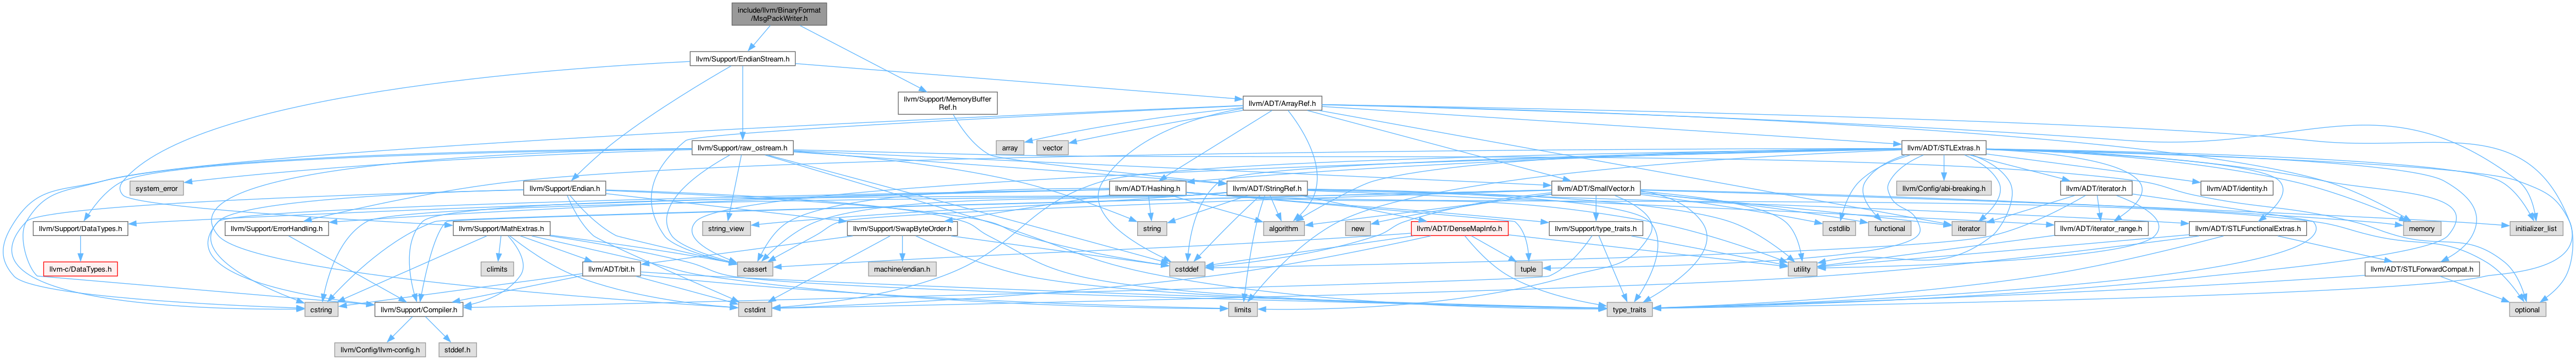 include/llvm/BinaryFormat
/MsgPackWriter.h
llvm/Support/EndianStream.h
llvm/Support/MemoryBuffer
Ref.h
llvm/ADT/ArrayRef.h
array
vector
llvm/Support/raw_ostream.h
llvm/ADT/STLExtras.h
system_error
llvm/Support/Endian.h
llvm/ADT/Hashing.h
llvm/ADT/StringRef.h
llvm/ADT/SmallVector.h
llvm/Config/abi-breaking.h
llvm/ADT/iterator.h
llvm/ADT/identity.h
llvm/Support/DataTypes.h
llvm/Support/ErrorHandling.h
llvm/Support/MathExtras.h
string_view
llvm/Support/SwapByteOrder.h
string
algorithm
new
llvm/ADT/DenseMapInfo.h
llvm/Support/type_traits.h
cstdlib
functional
iterator
llvm/ADT/iterator_range.h
llvm/ADT/STLFunctionalExtras.h
memory
initializer_list
llvm-c/DataTypes.h
climits
llvm/ADT/bit.h
cassert
machine/endian.h
cstddef
tuple
utility
llvm/ADT/STLForwardCompat.h
cstring
llvm/Support/Compiler.h
cstdint
limits
type_traits
optional
llvm/Config/llvm-config.h
stddef.h